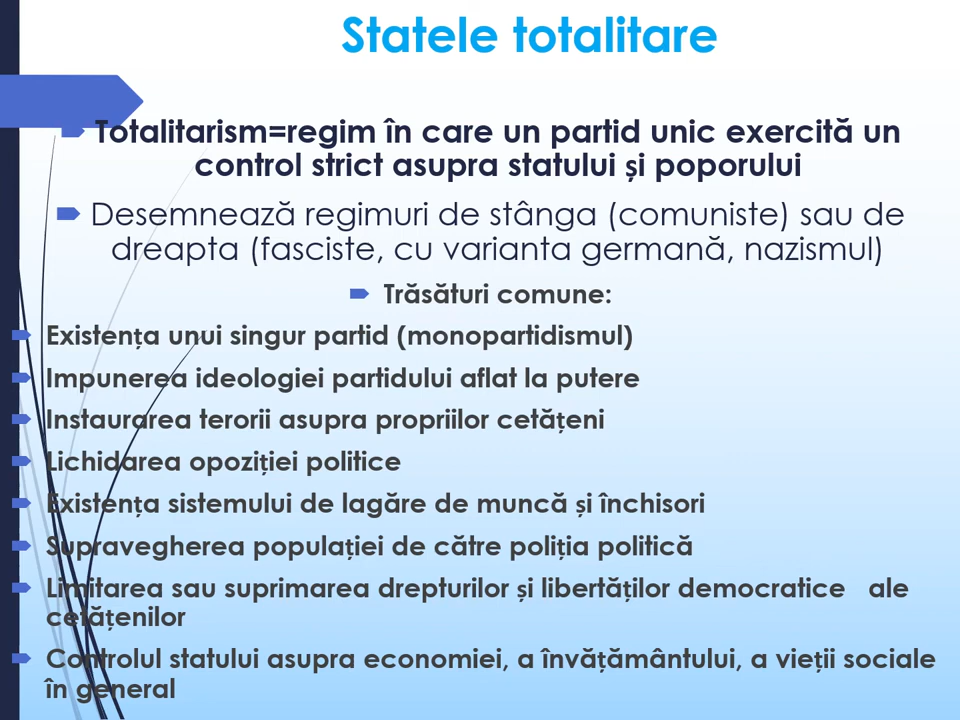 Statele totalitare
Totalitarism=regim în care un partid unic exercită un
control strict asupra statului și poporului
Desemnează regimuri de stânga (comuniste) sau de
dreapta (fasciste, cu varianta germană, nazismul)
Trăsături comune:
Existența unui singur partid (monopartidismul)
Impunerea ideologiei partidului aflat la putere
Instaurarea terorii asupra propriilor cetățeni
Lichidarea opoziției politice
Existența sistemului de lagăre de muncă și închisori
Supravegherea populației de către poliția politică
Limitarea sau suprimarea drepturilor și libertăților democratice ale
cetățenilor
Controlul statului asupra economiei, a învățământului, a vieții sociale
în general